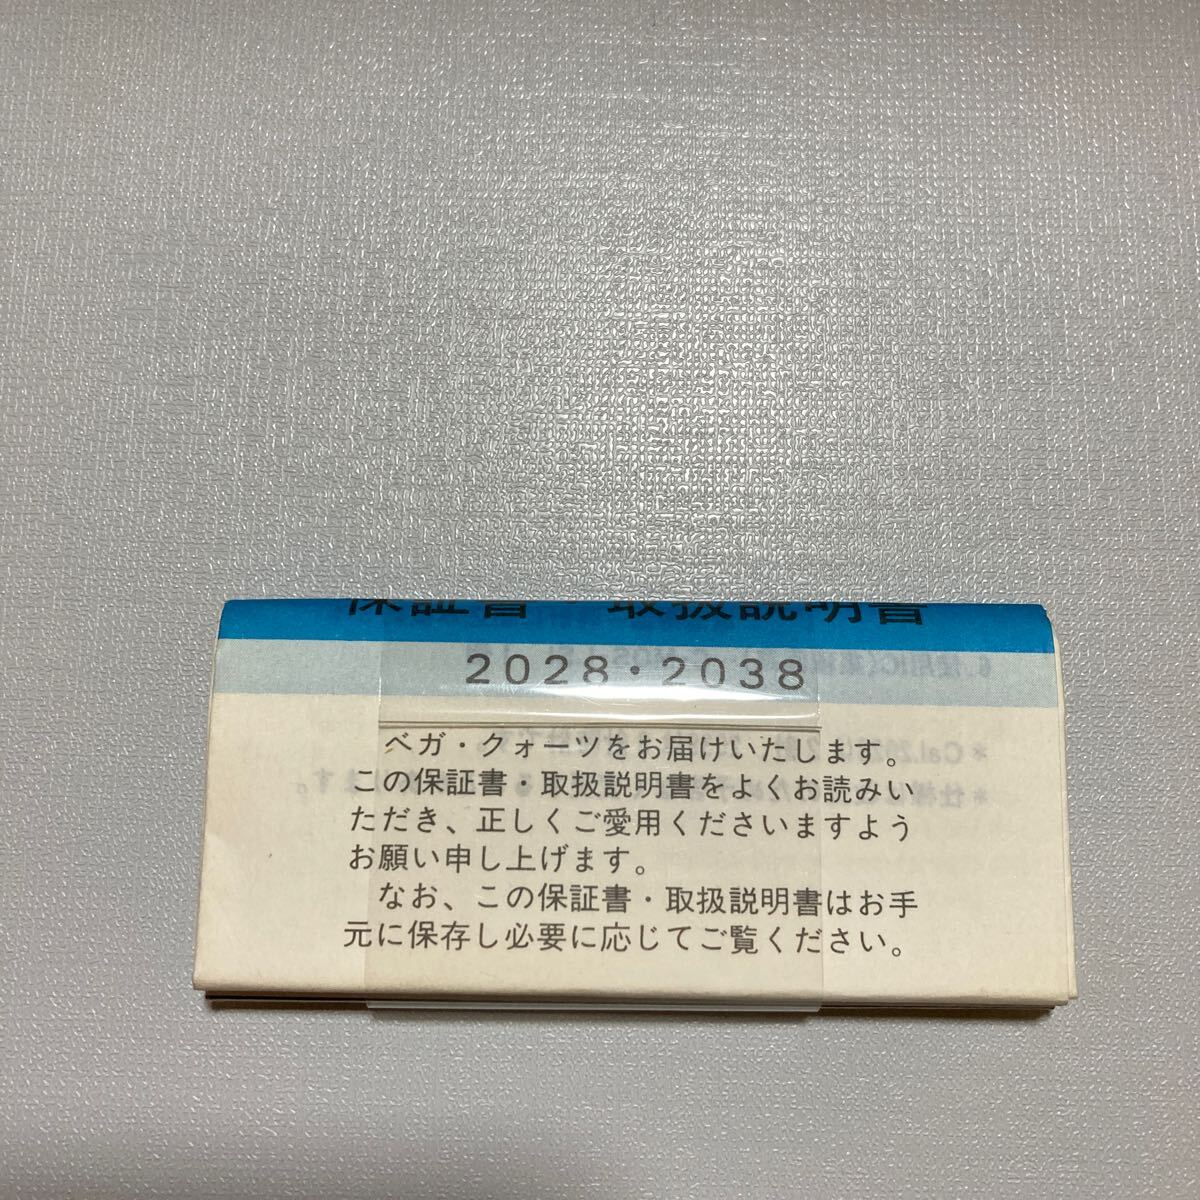 保証書・取扱説明書
2028・2038
ベガ・クォーツをお届けいたします。
この保証書・取扱説明書をよくお読みい
ただき、正しくご愛用くださいますよう
お願い申し上げます。
なお、この保証書・取扱説明書はお手
元に保存し必要に応じてご覧ください。